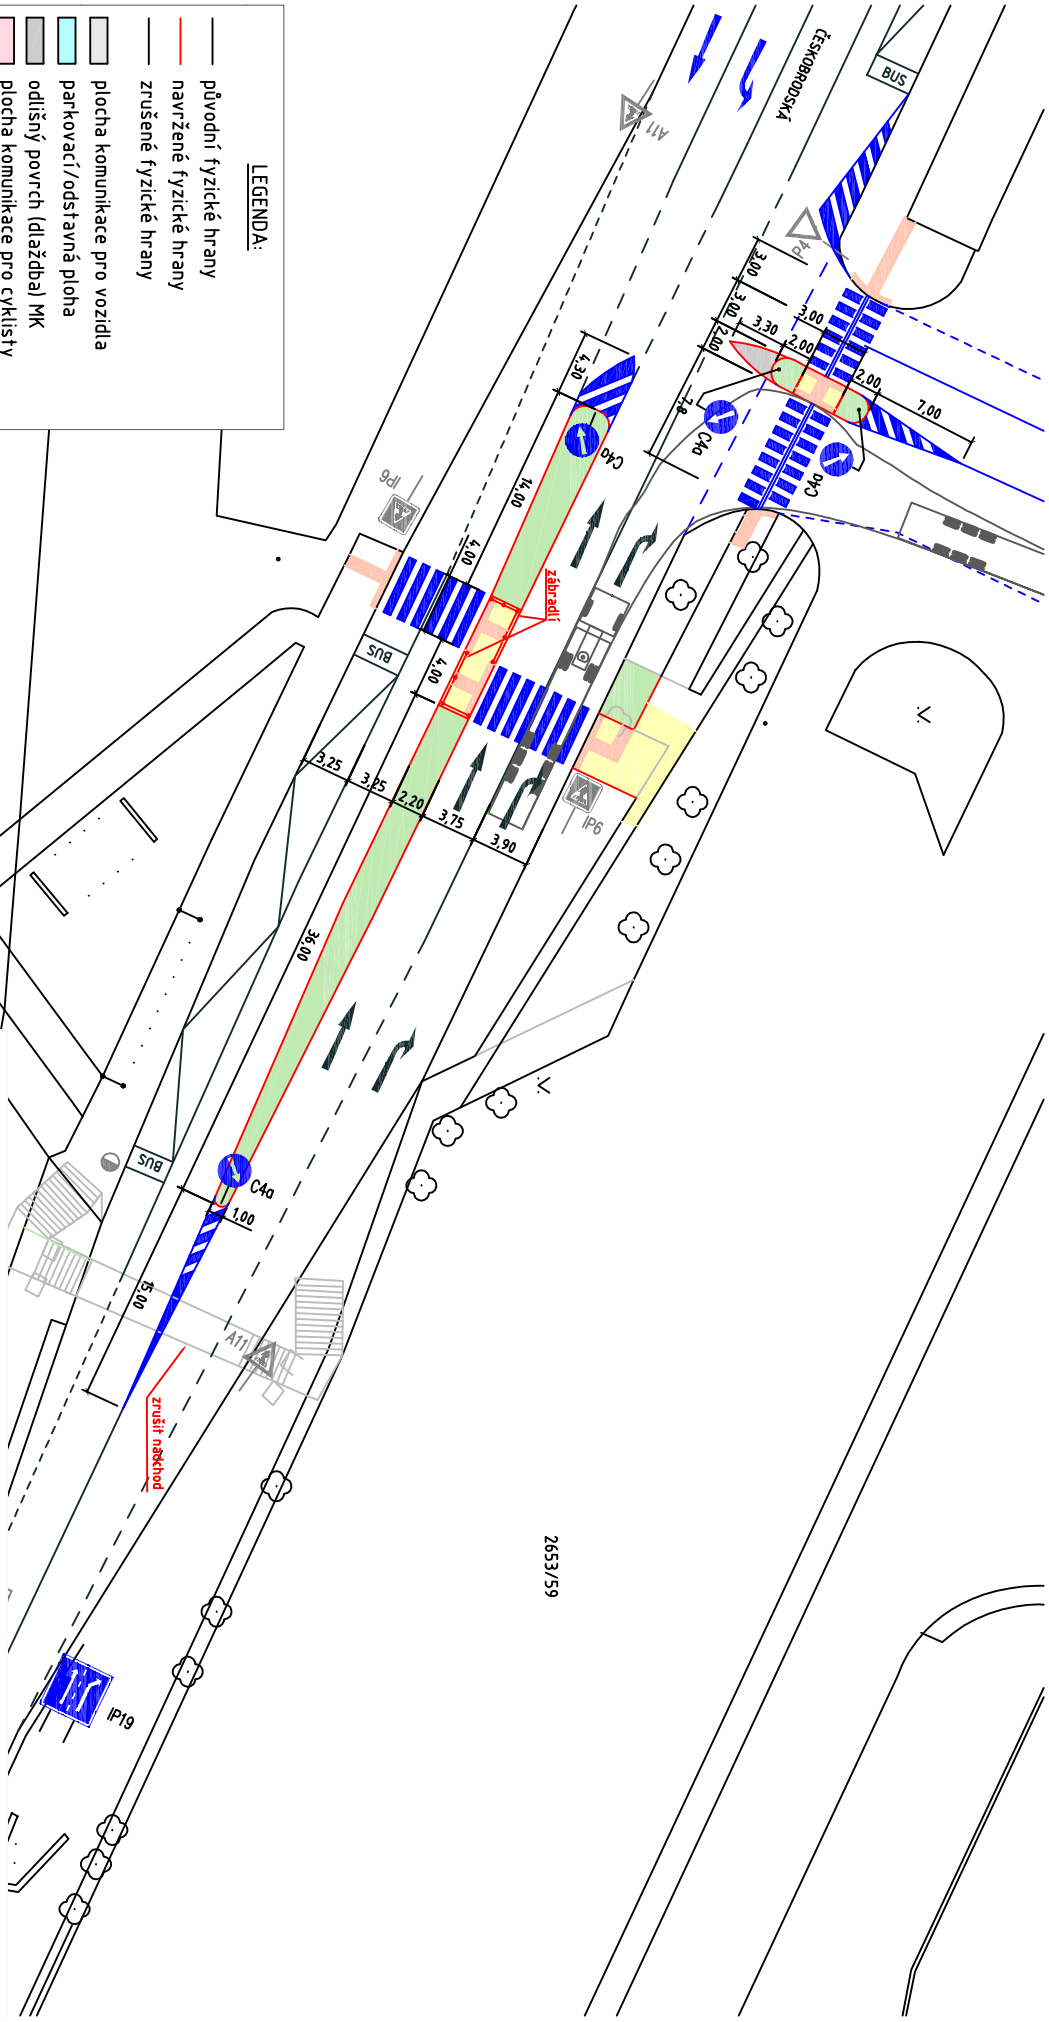 LEGENDA:
původní fyzické hrany
navržené fyzické hrany
zrušené fyzické hrany
plocha komunikace pro vozidla
parkovací/odstavná ploha
odlišný povrch (dlaždba) MK
plocha komunikace pro cyklisty
ČESKOBRODSKÁ
BUS
A11
P4
3,00
3,00
2,00
3,30
3,00
2,00
2,00
7,00
7,8
C4a
C4a
4,30
C4a
14,00
IP6
4,00
zábradlí
BUS
4,00
3,25
3,25
2,20
3,75
3,90
IP6
36,00
BUS
C4a
1,00
15,00
A11
zrušit nadchod
2653/59
IP19